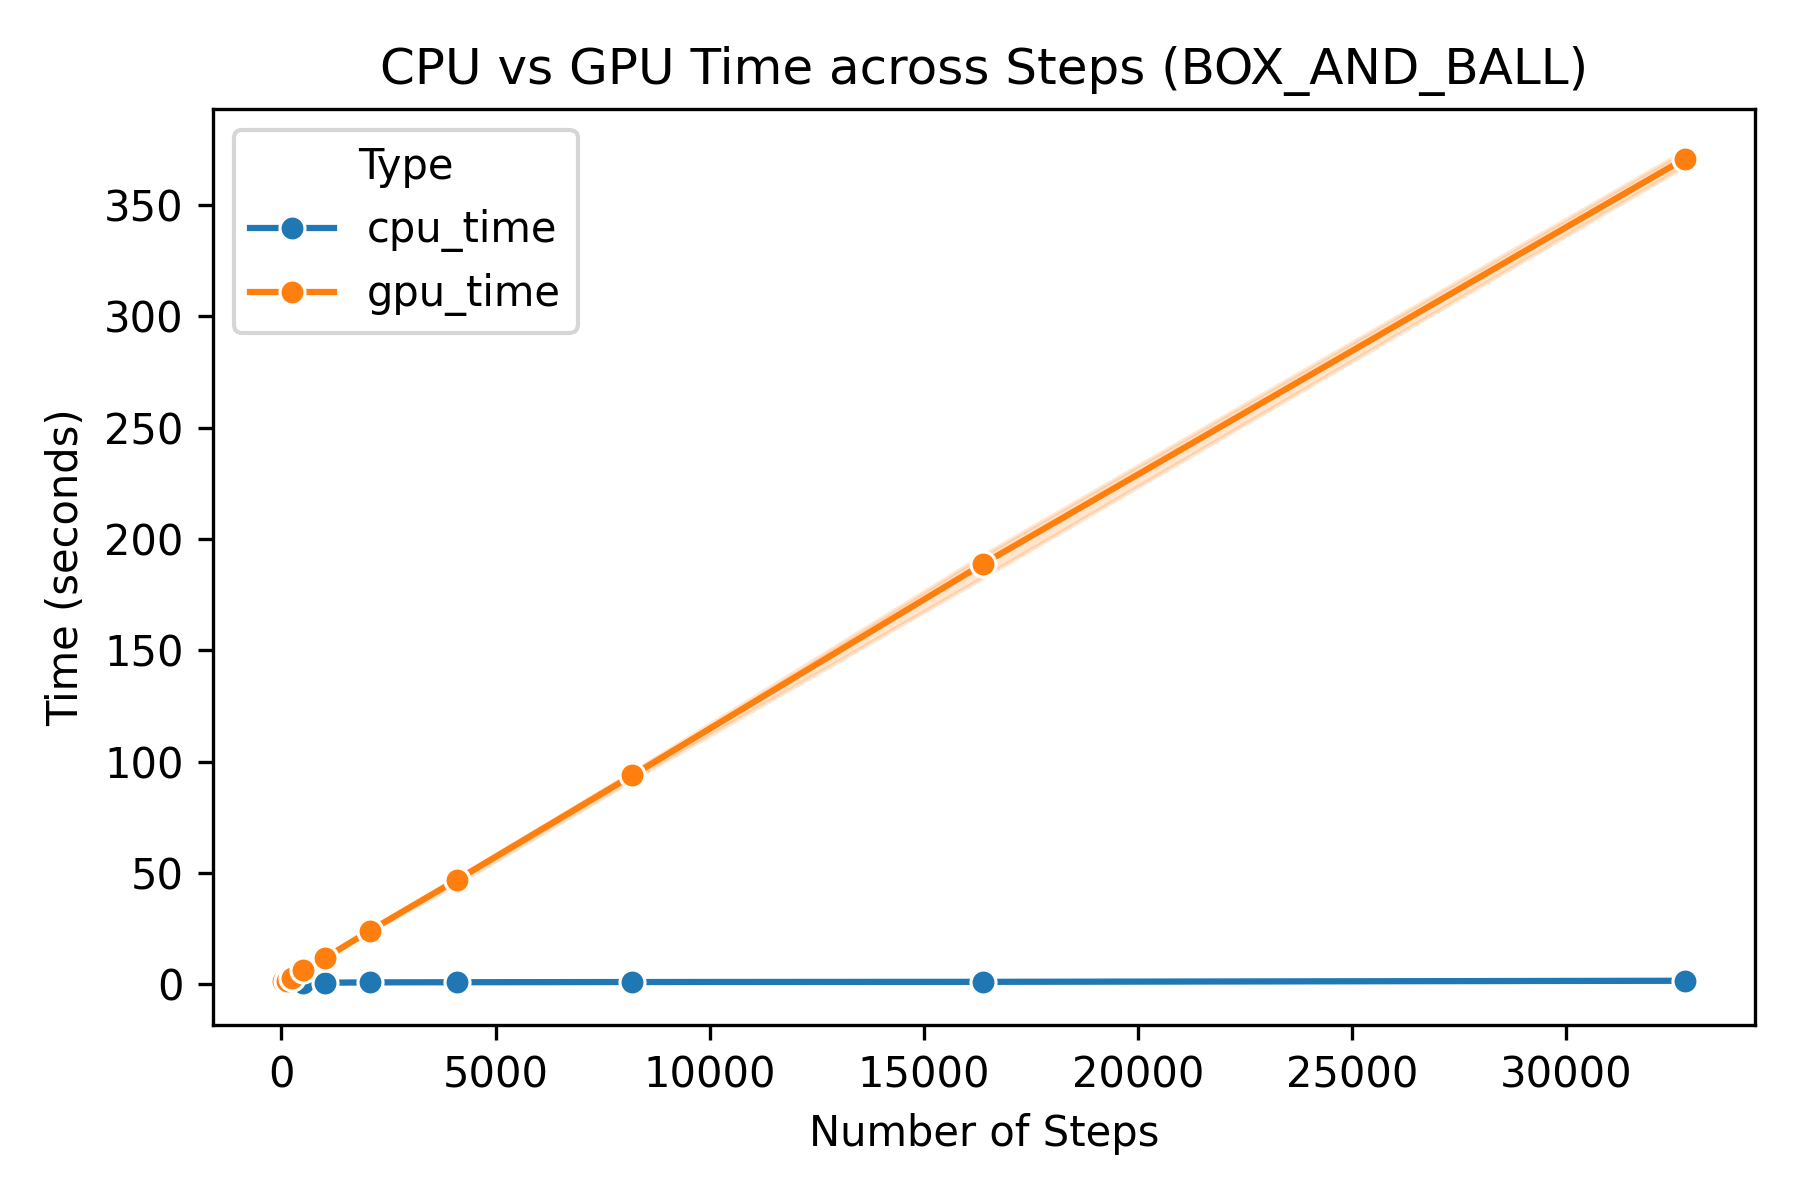 CPU vs GPU Time across Steps (BOX_AND_BALL)
Type
cpu_time
gpu_time
Time (seconds)
350
300
250
200
150
100
50
0
0 5000 10000 15000 20000 25000 30000
Number of Steps